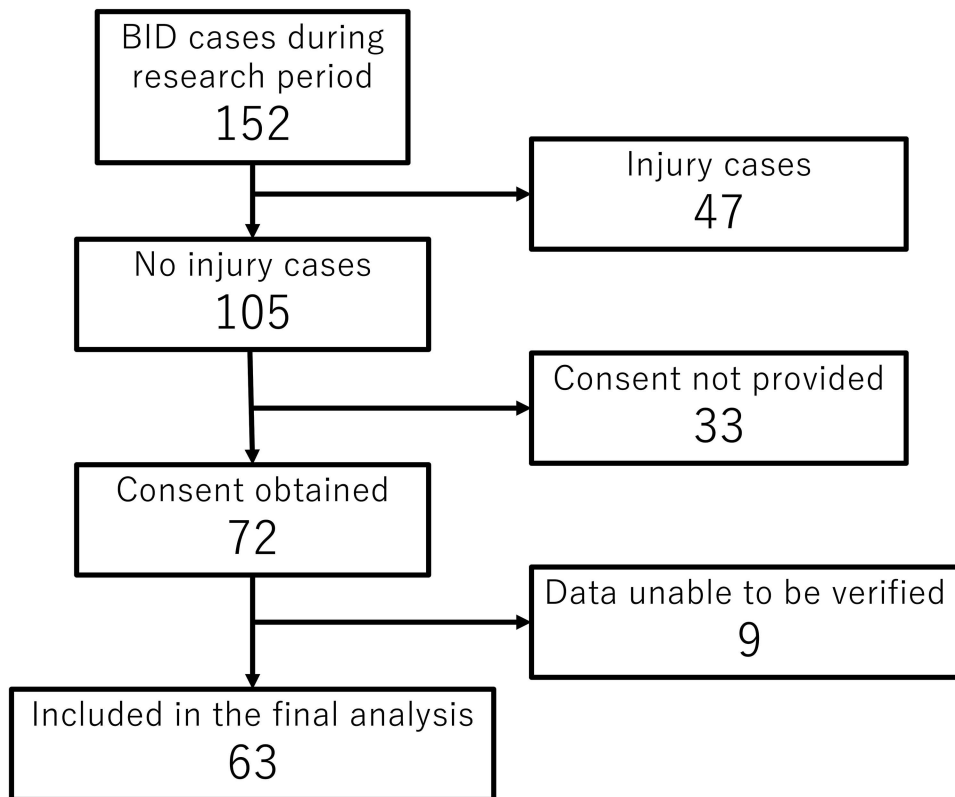 BID cases during
research period
152
Injury cases
47
No injury cases
105
Consent not provided
33
Consent obtained
72
Data unable to be verified
9
Included in the final analysis
63